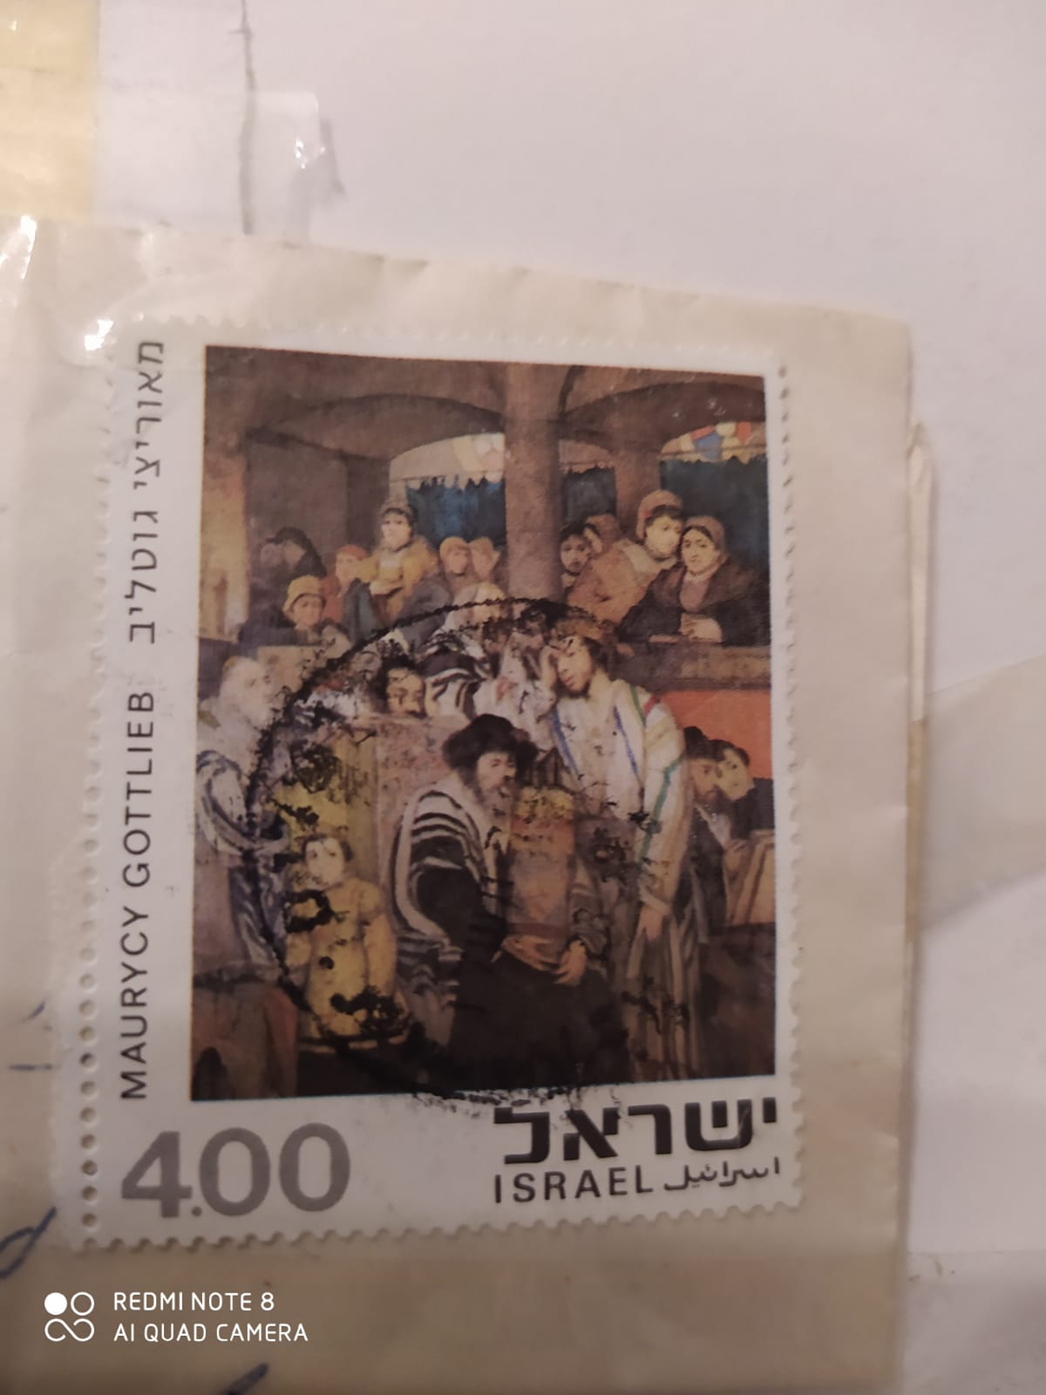 מאוריצי גוטליב
MAURYCY GOTTLIEB
4.00
ישראל
ISRAEL اسرائيل
REDMI NOTE 8
AI QUAD CAMERA